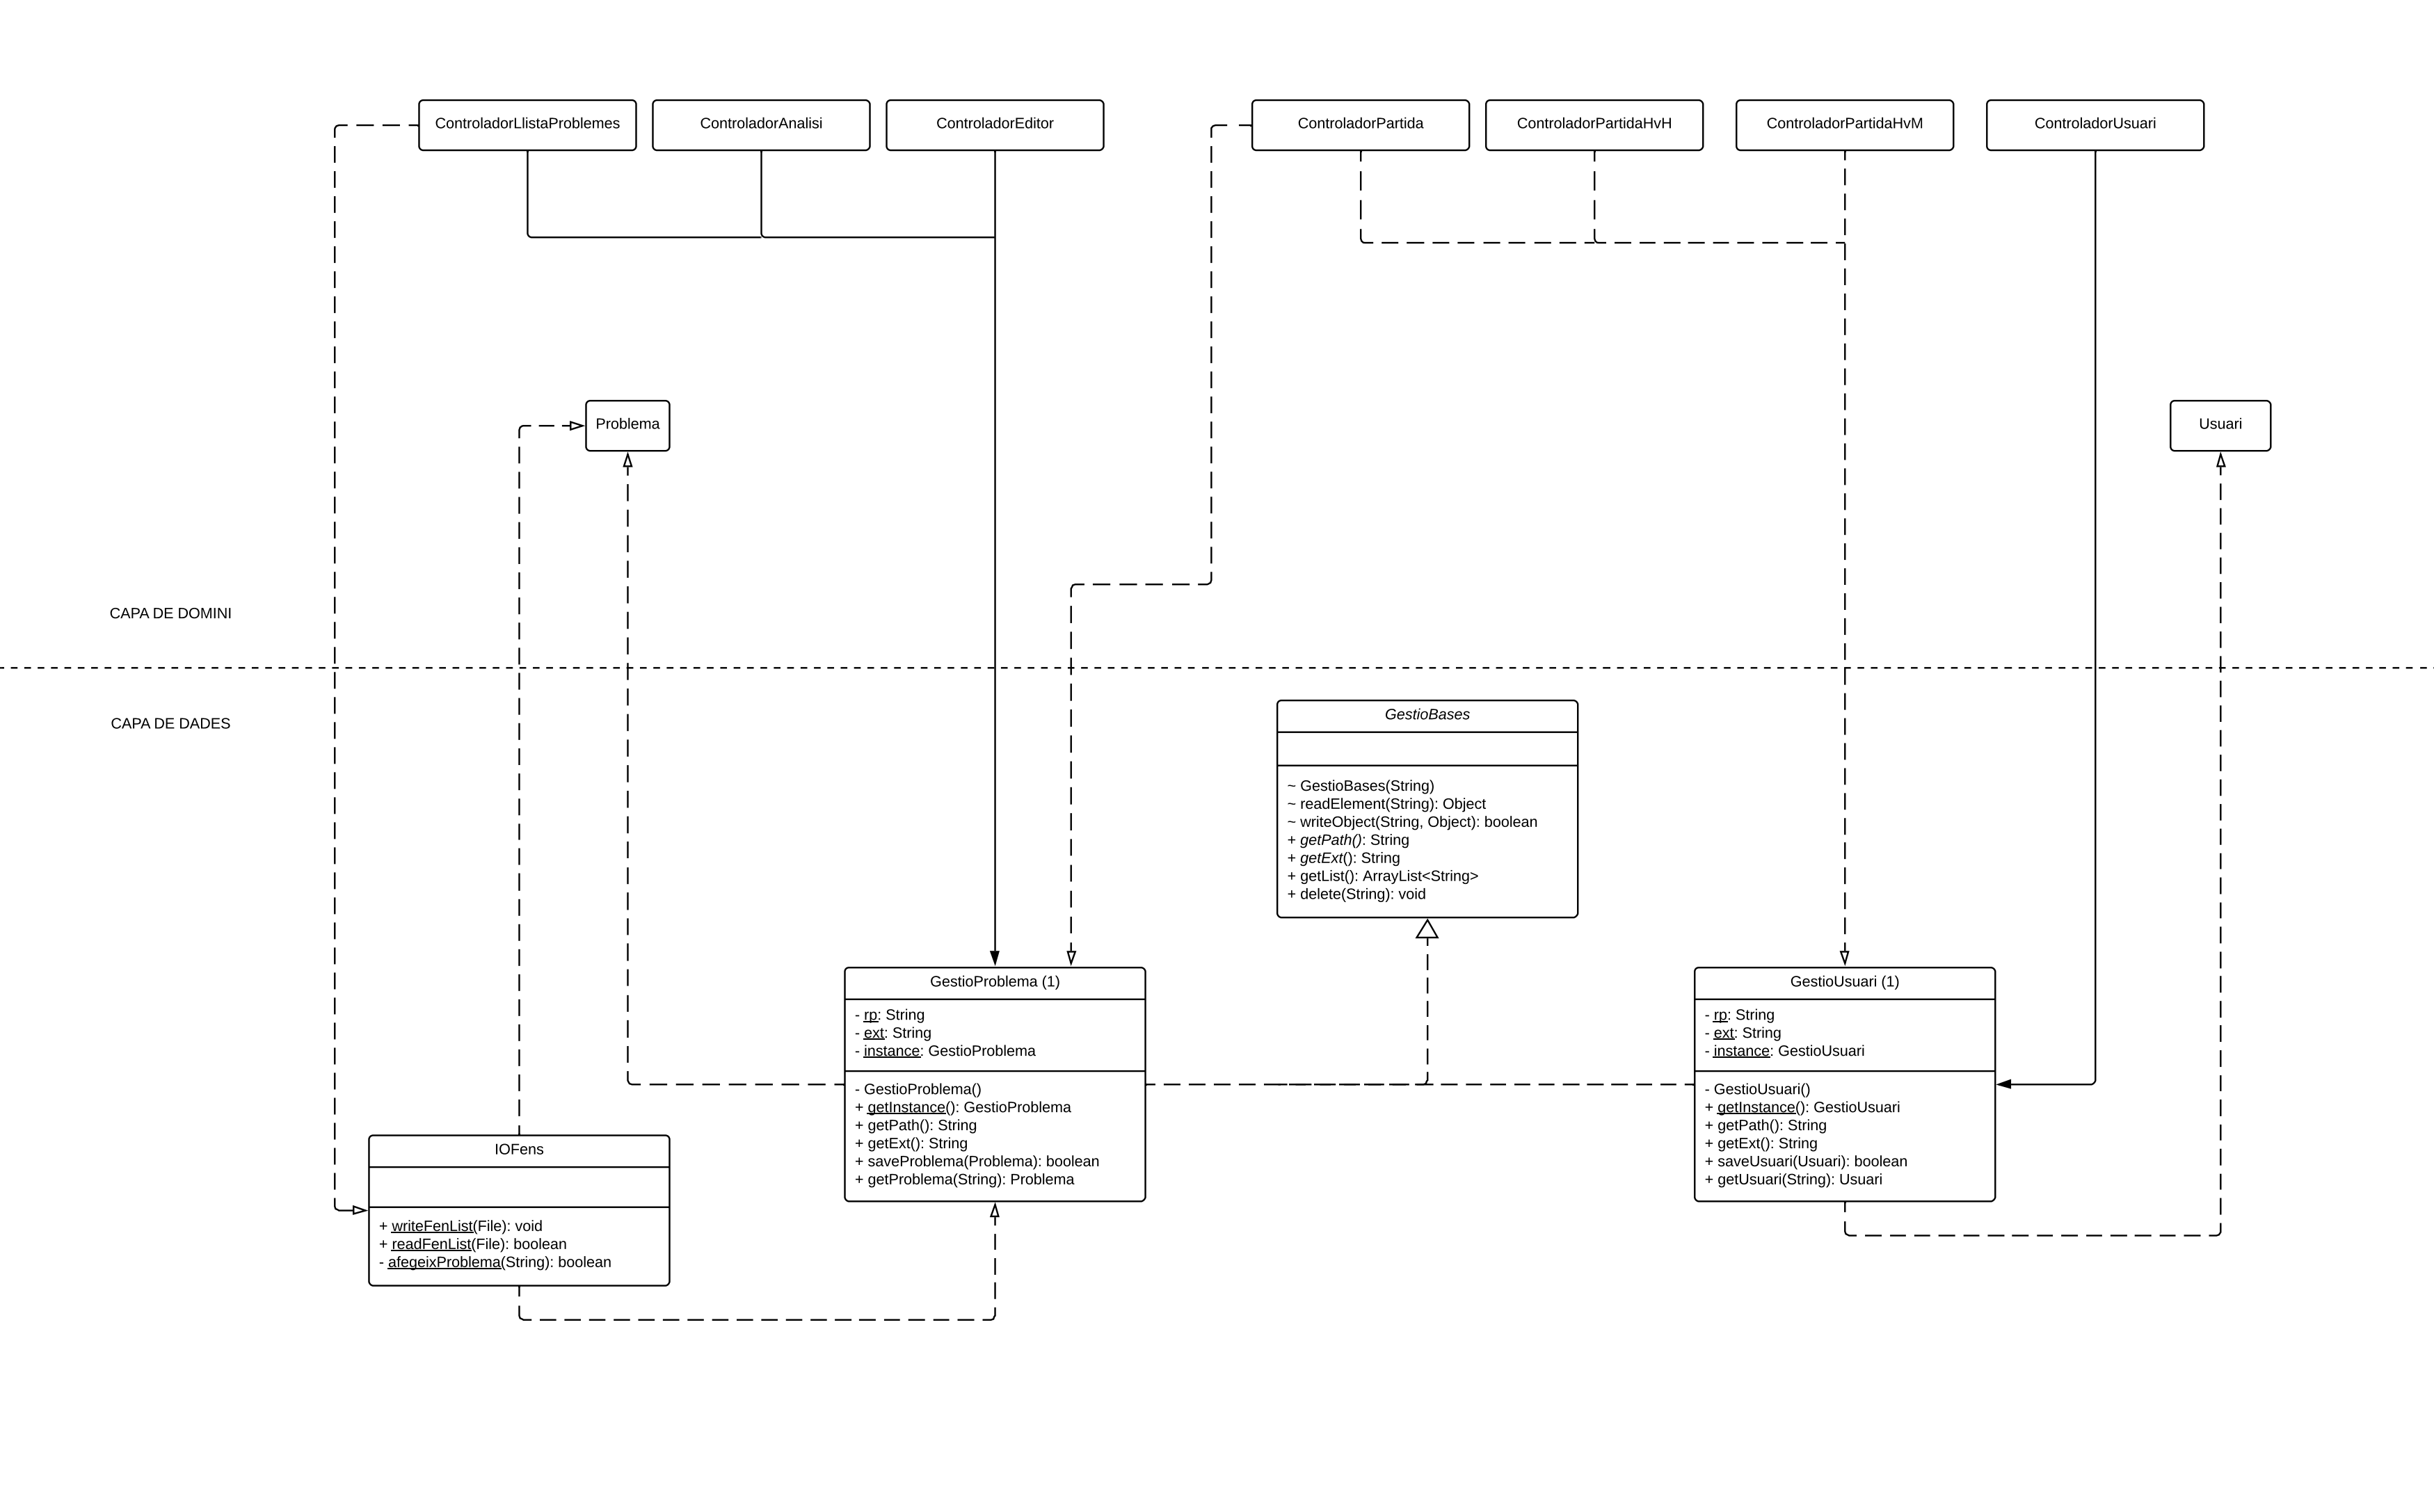 ControladorLlistaProblemes
ControladorAnalisi
ControladorEditor
ControladorPartida
ControladorPartidaHvH
ControladorPartidaHvM
ControladorUsuari
Problema
Usuari
CAPA DE DOMINI
CAPA DE DADES
GestioBases
~ GestioBases(String)
~ readElement(String): Object
~ writeObject(String, Object): boolean
+ getPath(): String
+ getExt(): String
+ getList(): ArrayList<String>
+ delete(String): void
GestioProblema (1)
- rp: String
- ext: String
- instance: GestioProblema
- GestioProblema()
+ getInstance(): GestioProblema
+ getPath(): String
+ getExt(): String
+ saveProblema(Problema): boolean
+ getProblema(String): Problema
GestioUsuari (1)
- rp: String
- ext: String
- instance: GestioUsuari
- GestioUsuari()
+ getInstance(): GestioUsuari
+ getPath(): String
+ getExt(): String
+ saveUsuari(Usuari): boolean
+ getUsuari(String): Usuari
IOFens
+ writeFenList(File): void
+ readFenList(File): boolean
- afegeixProblema(String): boolean